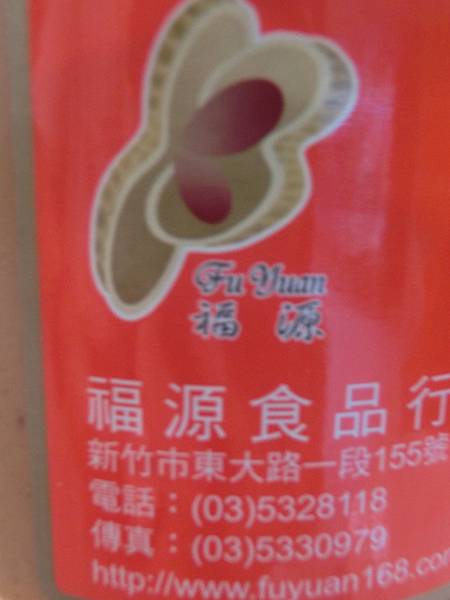 Fu Yuan
福源
福源食品行
新竹市東大路一段155號
電話：(03)5328118
傳真：(03)5330979
http://www.fuyuan168.com